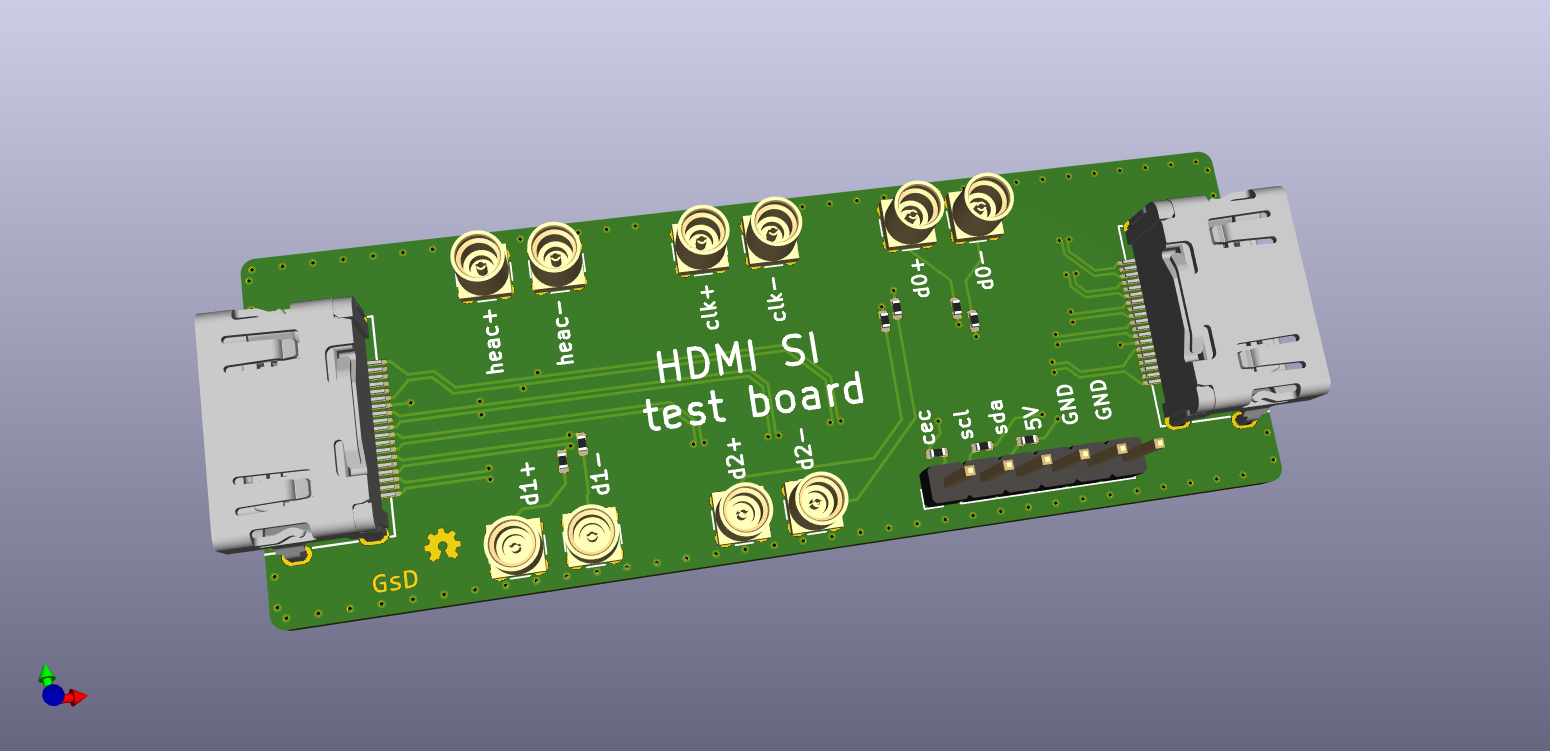 heac+
heac-
clk+
clk-
d0+
d0-
HDMI SI
test board
d1+
d1-
d2+
d2-
cec
scl
sda
5V
GND
GND
GsD